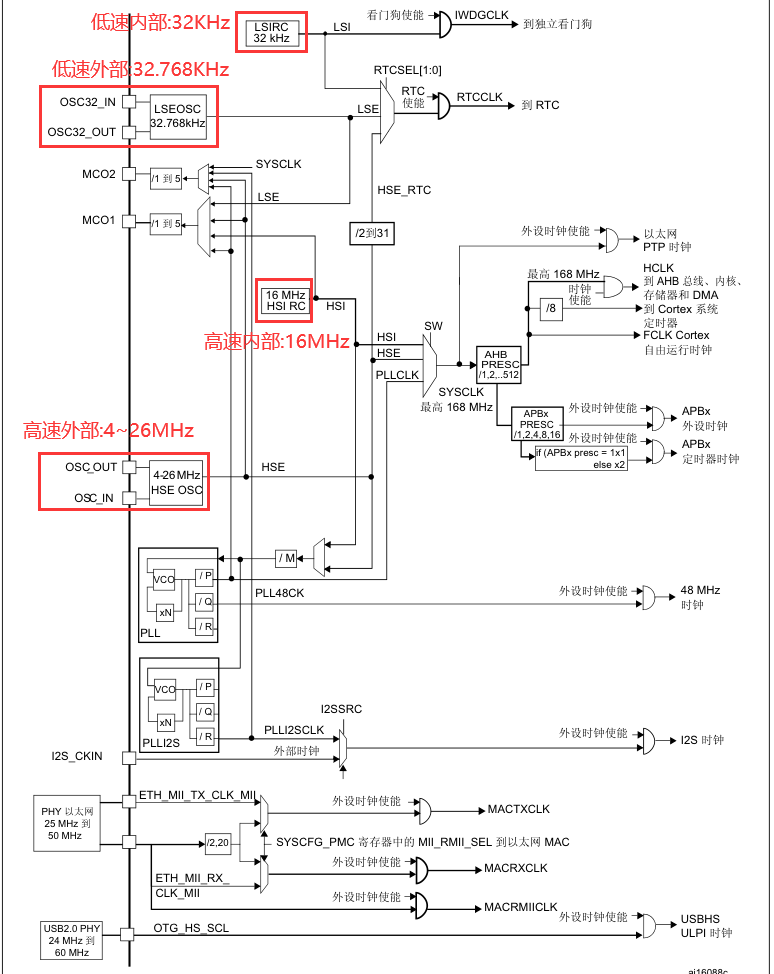 低速内部:32KHz
LSIRC
32 kHz
LSI
看门狗使能
IWDGCLK
到独立看门狗
低速外部:32.768KHz
RTCSEL[1:0]
OSC32_IN
LSEOSC
32.768kHz
OSC32_OUT
LSE
RTC
使能
RTCCLK
到 RTC
MCO2
/1 到 5
SYSCLK
LSE
HSE_RTC
MCO1
/1 到 5
/2到31
外设时钟使能
以太网
PTP 时钟
16 MHz
HSI RC
HSI
高速内部:16MHz
最高 168 MHz
时钟
使能
HCLK
到 AHB 总线、内核、
存储器和 DMA
/8
到 Cortex 系统
定时器
FCLK Cortex
自由运行时钟
SW
HSI
HSE
PLLCLK
SYSCLK
最高 168 MHz
AHB
PRESC
/1,2,..512
APBx
PRESC
/1,2,4,8,16
外设时钟使能
APBx
外设时钟
if (APBx presc = 1x1
else x2
外设时钟使能
APBx
定时器时钟
高速外部:4~26MHz
OSC_OUT
4-26 MHz
HSE OSC
OSC_IN
HSE
/ M
VCO
xN
/ P
/ Q
/ R
PLL
PLL48CK
外设时钟使能
48 MHz
时钟
VCO
xN
/ P
/ Q
/ R
PLLI2S
I2SSRC
PLLI2SCLK
外部时钟
I2S_CKIN
外设时钟使能
I2S 时钟
PHY 以太网
25 MHz 到
50 MHz
ETH_MII_TX_CLK_MII
外设时钟使能
MACTXCLK
/2,20
SYSCFG_PMC 寄存器中的 MII_RMII_SEL 到以太网 MAC
ETH_MII_RX_
CLK_MII
外设时钟使能
MACRXCLK
外设时钟使能
MACRMIICLK
USB2.0 PHY
24 MHz 到
60 MHz
OTG_HS_SCL
外设时钟使能
USBHS
ULPI 时钟
ai16088c